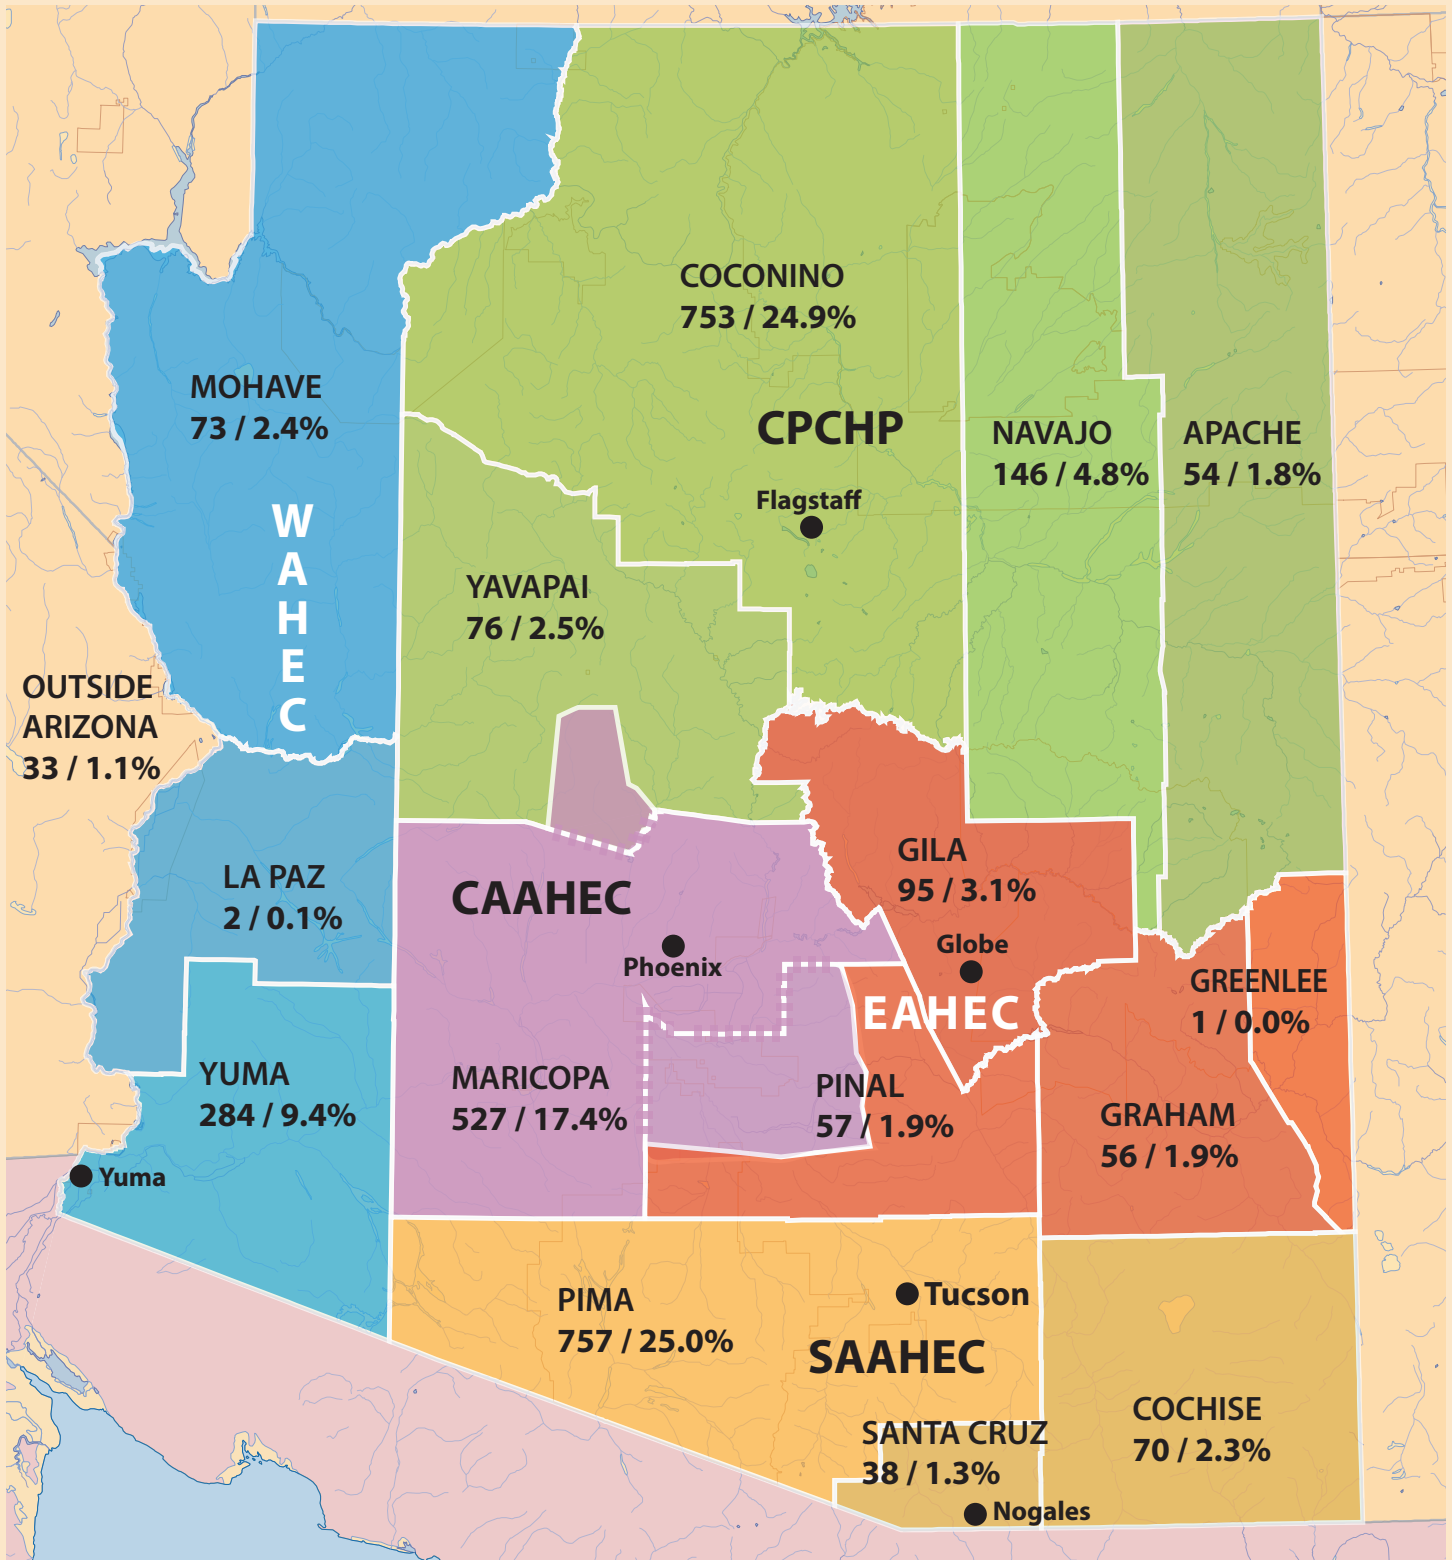 COCONINO
753 / 24.9%
MOHAVE
73 / 2.4%
CPCHP
NAVAJO
146 / 4.8%
APACHE
54 / 1.8%
Flagstaff
W
A
H
E
C
YAVAPAI
76 / 2.5%
OUTSIDE
ARIZONA
33 / 1.1%
LA PAZ
2 / 0.1%
CAAHEC
GILA
95 / 3.1%
Phoenix
Globe
EAHEC
GREENLEE
1 / 0.0%
YUMA
284 / 9.4%
MARICOPA
527 / 17.4%
PINAL
57 / 1.9%
GRAHAM
56 / 1.9%
Yuma
PIMA
757 / 25.0%
Tucson
SAAHEC
SANTA CRUZ
38 / 1.3%
COCHISE
70 / 2.3%
Nogales